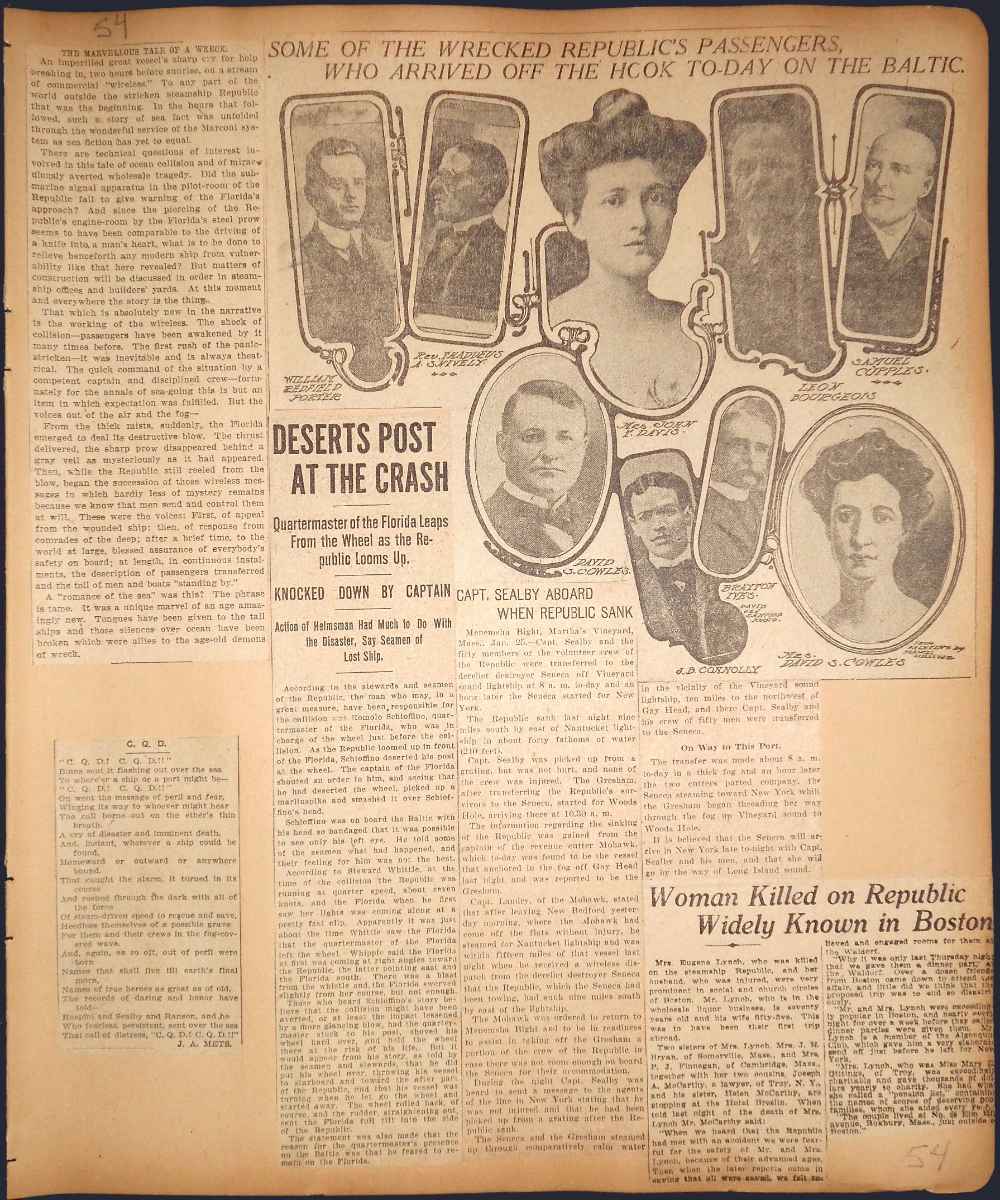 54
THE MARVELLOUS TALE OF A WRECK.
An imperilled great vessel's sharp cry for help
breaking in, two hours before sunrise, on a stream
of commercial "wireless." To any part of the
world outside the stricken steamship Republic
that was the beginning. In the hours that fol-
lowed, such a story of sea fact was unfolded
through the wonderful service of the Marconi sys-
tem as sea fiction has yet to equal.
There are technical questions of interest in-
volved in this tale of ocean collision and of mirac-
ulously averted wholesale tragedy. Did the sub-
marine signal apparatus in the pilot-room of the
Republic fail to give warning of the Florida's
approach? And since the piercing of the Re-
public's engine-room by the Florida's steel prow
seems to have been comparable to the driving of
a knife into a man's heart, what is to be done to
relieve henceforth any modern ship from vulner-
ability like that here revealed? But matters of
construction will be discussed in order in steam-
ship offices and builders' yards. At this moment
and everywhere the story is the thing.
That which is absolutely new in the narrative
is the working of the wireless. The shock of
collision—passengers have been awakened by it
many times before. The first rush of the panic-
stricken—it was inevitable and is always theat-
rical. The quick command of the situation by a
competent captain and disciplined crew—fortu-
nately for the annals of sea-going this is but an
item in which expectation was fulfilled. But the
voices out of the air and the fog—
From the thick mists, suddenly, the Florida
emerged to deal its destructive blow. The thrust
delivered, the sharp prow disappeared behind a
gray veil as mysteriously as it had appeared.
Then, while the Republic still reeled from the
blow, began the succession of those wireless mes-
sages in which hardly less of mystery remains
because we know that men send and control them
at will. These were the voices: First, of appeal
from the wounded ship; then, of response from
comrades of the deep; after a brief time, to the
world at large, blessed assurance of everybody's
safety on board; at length, in continuous instal-
ments, the description of passengers transferred
and the toll of men and boats "standing by."
A "romance of the sea" was this? The phrase
is tame. It was a unique marvel of an age amaz-
ingly new. Tongues have been given to the tall
ships and those silences over ocean have been
broken which were allies to the age-old demons
of wreck.
C. Q. D.
"C. Q. D.! C. Q. D.!!"
Binns sent it flashing out over the sea
To where'er a ship or a port might be—
"C. Q. D.! C. Q. D.!!"
On went the message of peril and fear,
Winging its way to whoever might hear
The call borne out on the ether's thin
breath.
A cry of disaster and imminent death.
And, instant, wherever a ship could be
found,
Homeward or outward or anywhere
bound,
That caught the alarm, it turned in its
course
And rushed through the dark with all of
the force
Of steam-driven speed to rescue and save,
Heedless themselves of a possible grave
For them and their crews in the fog-cov-
ered wave.
And, again, as so oft, out of peril were
born
Names that shall live till earth's final
morn,
Names of true heroes as great as of old,
The records of daring and honor have
told—
Heroful and Sealby and Ranson, and he
Who fearless, persistent, sent over the sea
That call of distress, "C. Q. D.! C. Q. D.!!"
J. A. METS.
SOME OF THE WRECKED REPUBLIC'S PASSENGERS,
WHO ARRIVED OFF THE HOOK TO-DAY ON THE BALTIC.
WILLIAM
REDFIELD
PORTER
REV. THADDEUS
A. SNIVELY.
MRS. JOHN
F. DAVIS.
LEON
BOURGEOIS
SAMUEL
CUPPLES.
DAVID
S. COWLES.
J. B. CONNOLLY
BRAYTON
IVES.
MRS.
DAVID S. COWLES
DESERTS POST
AT THE CRASH
Quartermaster of the Florida Leaps
From the Wheel as the Re-
public Looms Up.
KNOCKED DOWN BY CAPTAIN
Action of Helmsman Had Much to Do With
the Disaster, Say Seamen of
Lost Ship.
According to the stewards and seamen
of the Republic, the man who may, in a
great measure, have been responsible for
the collision was Romolo Schioffino, quar-
termaster of the Florida, who was in
charge of the wheel just before the col-
lision. As the Republic loomed up in front
of the Florida, Schioffino deserted his post
at the wheel. The captain of the Florida
shouted an order to him, and seeing that
he had deserted the wheel, picked up a
marlinspike and smashed it over Schiof-
fino's head.
Schioffino was on board the Baltic with
his head so bandaged that it was possible
to see only his left eye. He told some
of the seamen what had happened, and
their feeling for him was not the best.
According to Steward Whittle, at the
time of the collision the Republic was
running at quarter speed, about seven
knots, and the Florida when he first
saw her lights was coming along at a
pretty fast clip. Apparently it was just
about the time Whittle saw the Florida
that the quartermaster of the Florida
left the wheel. Whipple said the Florida
at first was coming at right angles toward
the Republic, the latter pointing east and
the Florida south. There was a blast
from the whistle and the Florida swerved
slightly from her course, but not enough.
Those who heard Schioffino's story be-
lieve that the collision might have been
averted, or at least the impact lessened
by a mere glancing blow, had the quarter-
master stuck to his post, shoved his
wheel hard over, and held the wheel
there at the risk of his life. But it
would appear from his story, as told by
the seamen and stewards, that he had
put his wheel over, throwing his vessel
to starboard and toward the after part
of the Republic, and that his vessel was
turning when he let go the wheel and
started away. The wheel rolled back, of
course, and the rudder, straightening out,
sent the Florida full tilt into the side
of the Republic.
The statement was also made that the
reason for the quartermaster's presence
on the Baltic was that he feared to re-
main on the Florida.
CAPT. SEALBY ABOARD
WHEN REPUBLIC SANK
Menemsha Bight, Martha's Vineyard,
Mass., Jan. 25.—Capt. Sealby and the
fifty members of the volunteer crew of
the Republic were transferred to the
derelict destroyer Seneca off Vineyard
sound lightship at 8 a. m. to-day and an
hour later the Seneca started for New
York.
The Republic sank last night nine
miles south by east of Nantucket light-
ship in about forty fathoms of water
(240 feet).
Capt. Sealby was picked up from a
grating, but was not hurt, and none of
the crew was injured. The Gresham,
after transferring the Republic's sur-
vivors to the Seneca, started for Woods
Hole, arriving there at 10.30 a. m.
The information regarding the sinking
of the Republic was gained from the
captain of the revenue cutter Mohawk,
which to-day was found to be the vessel
that anchored in the fog off Gay Head
last night and was reported to be the
Gresham.
Capt. Landry, of the Mohawk, stated
that after leaving New Bedford yester-
day morning, where the Mohawk had
come off the flats without injury, he
steamed for Nantucket lightship and was
within fifteen miles of that vessel last
night when he received a wireless dis-
patch from the derelict destroyer Seneca
that the Republic, which the Seneca had
been towing, had sunk nine miles south
by east of the lightship.
The Mohawk was ordered to return to
Menemsha Bight and to be in readiness
to assist in taking off the Gresham a
portion of the crew of the Republic in
case there was not room enough on board
the Seneca for their accommodation.
During the night Capt. Sealby was
heard to send a message to the agents
of the line in New York stating that he
was not injured and that he had been
picked up from a grating after the Re-
public sank.
The Seneca and the Gresham steamed
up through comparatively calm water
in the vicinity of the Vineyard sound
lightship, ten miles to the northwest of
Gay Head, and there Capt. Sealby and
his crew of fifty men were transferred
to the Seneca.
On Way to This Port.
The transfer was made about 8 a. m.
to-day in a thick fog and an hour later
the two cutters parted company, the
Seneca steaming toward New York while
the Gresham began threading her way
through the fog up Vineyard sound to
Woods Hole.
It is believed that the Seneca will ar-
rive in New York late to-night with Capt.
Sealby and his men, and that she will
go by the way of Long Island sound.
Woman Killed on Republic
Widely Known in Boston
Mrs. Eugene Lynch, who was killed
on the steamship Republic, and her
husband, who was injured, were very
prominent in social and church circles
of Boston. Mr. Lynch, who is in the
wholesale liquor business, is seventy
years old and his wife fifty-five. This
was to have been their first trip
abroad.
Two sisters of Mrs. Lynch, Mrs. J. H.
Bryan, of Somerville, Mass., and Mrs.
P. J. Flanagan, of Cambridge, Mass.,
together with her two cousins, Joseph
A. McCarthy, a lawyer, of Troy, N. Y.,
and his sister, Helen McCarthy, are
stopping at the Hotel Breslin. When
told last night of the death of Mrs.
Lynch Mr. McCarthy said:
"When we heard that the Republic
had met with an accident we were fear-
ful for the safety of Mr. and Mrs.
Lynch, because of their advanced ages.
Then when the later reports came in
saying that all were saved, we felt re-
lieved and engaged rooms for them at
the Waldorf.
"Why it was only last Thursday night
that we gave them a dinner party, at
the Waldorf. Over a dozen friends
from Boston came down to attend the
affair, and little did we think that the
proposed trip was to end so disastr-
ously.
"Mr. and Mrs. Lynch were exceeding-
ly popular in Boston, and nearly every
night for over a week before they sailed
dinner parties were given them. Mr.
Lynch is a member of the Algonquin
Club, which gave him a very elaborate
send off just before he left for New
York.
"Mrs. Lynch, who was Miss Mary
of Troy, was exceedingly
charitable and gave thousands of dol-
lars yearly to charity. She had what
she called a "pension list," containing
the names of scores of deserving poor
families, whom she aided every
The couple lived at No.
avenue, Roxbury, Mass., just outside of
Boston."
54